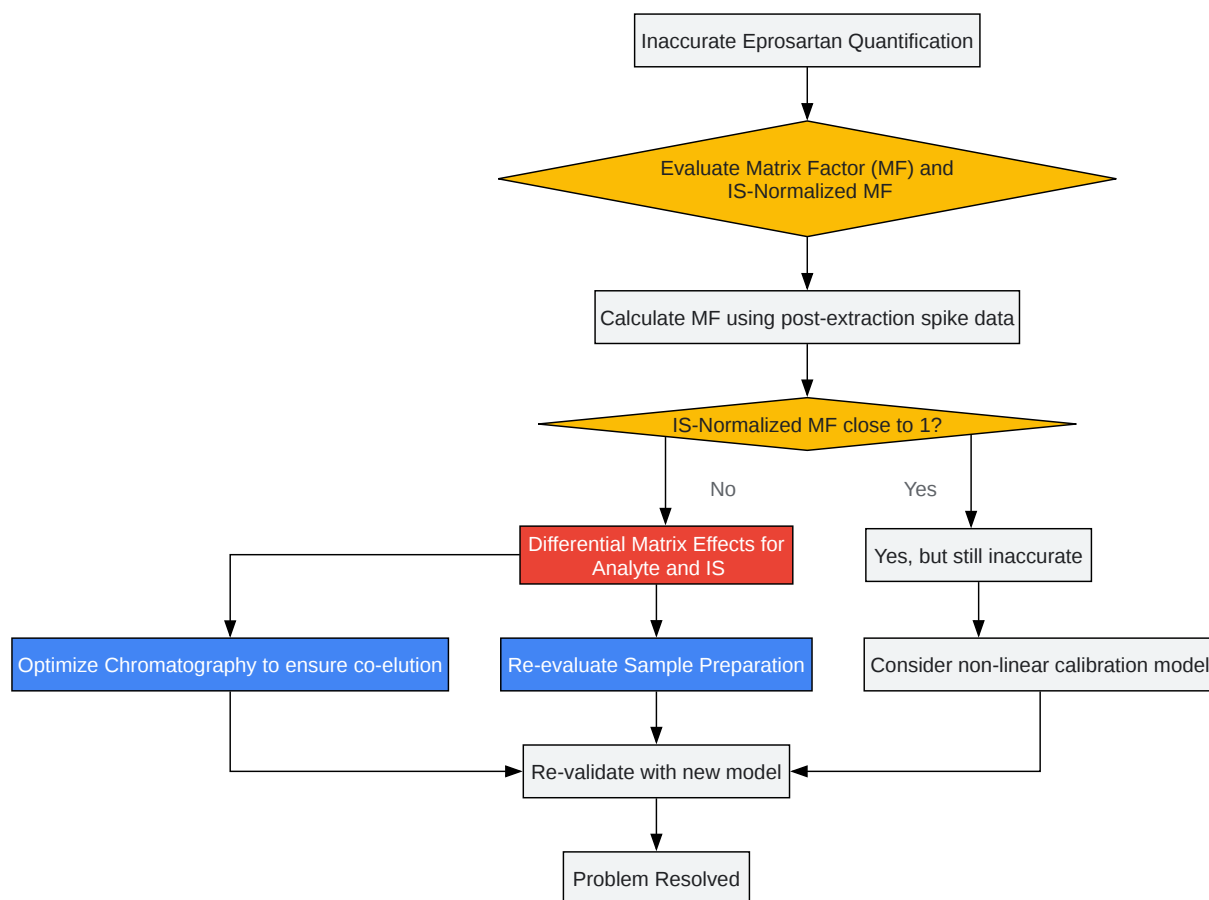 Inaccurate Eprosartan Quantification
Evaluate Matrix Factor (MF) and
IS-Normalized MF
Calculate MF using post-extraction spike data
IS-Normalized MF close to 1?
No
Yes
Differential Matrix Effects for
Analyte and IS
Yes, but still inaccurate
Optimize Chromatography to ensure co-elution
Re-evaluate Sample Preparation
Consider non-linear calibration model
Re-validate with new model
Problem Resolved